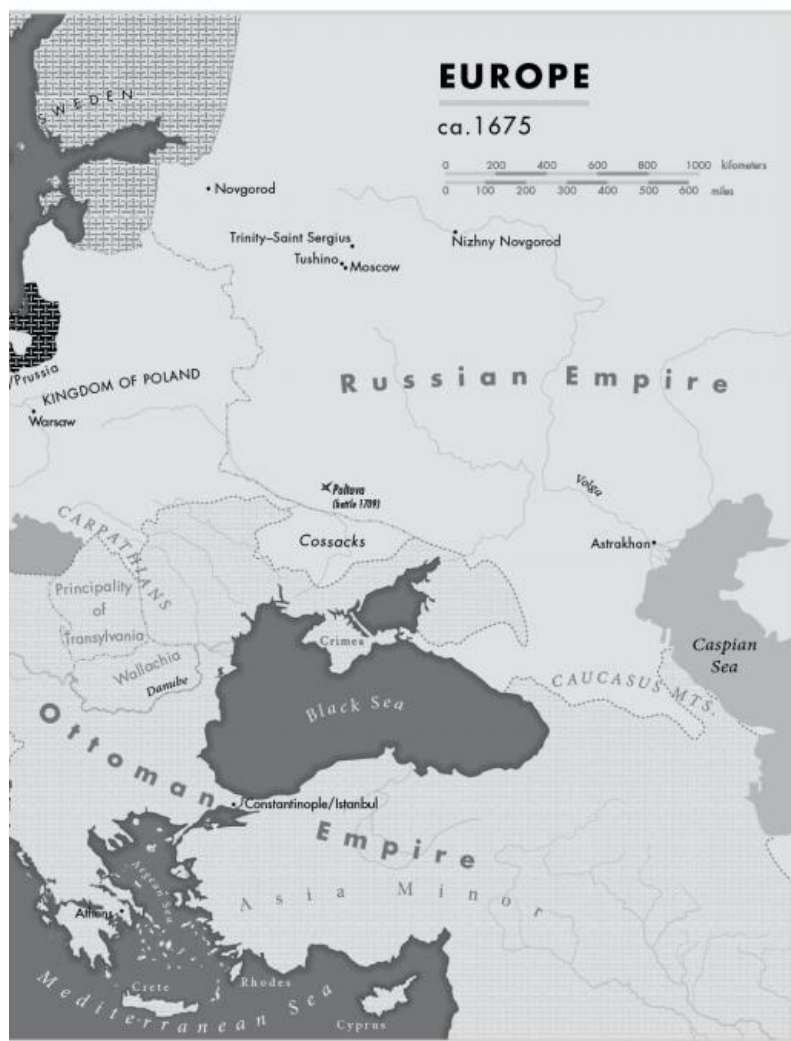 EUROPE
ca.1675
0 200 400 600 800 1000 kilometers
0 100 200 300 400 500 600 miles
SWEDEN
Novgorod
Trinity–Saint Sergius
Nizhny Novgorod
Tushino
Moscow
/Prussia
KINGDOM OF POLAND
Russian Empire
Warsaw
Poltava
(battle 1709)
Volga
CARPATHIANS
Cossacks
Astrakhan
Principality
of
Transylvania
Crimea
Caspian
Sea
Wallachia
Danube
CAUCASUS MTS.
Black Sea
Ottoman
Constantinople/Istanbul
Empire
Aegean Sea
Asia Minor
Athens
Crete
Rhodes
Mediterranean Sea
Cyprus